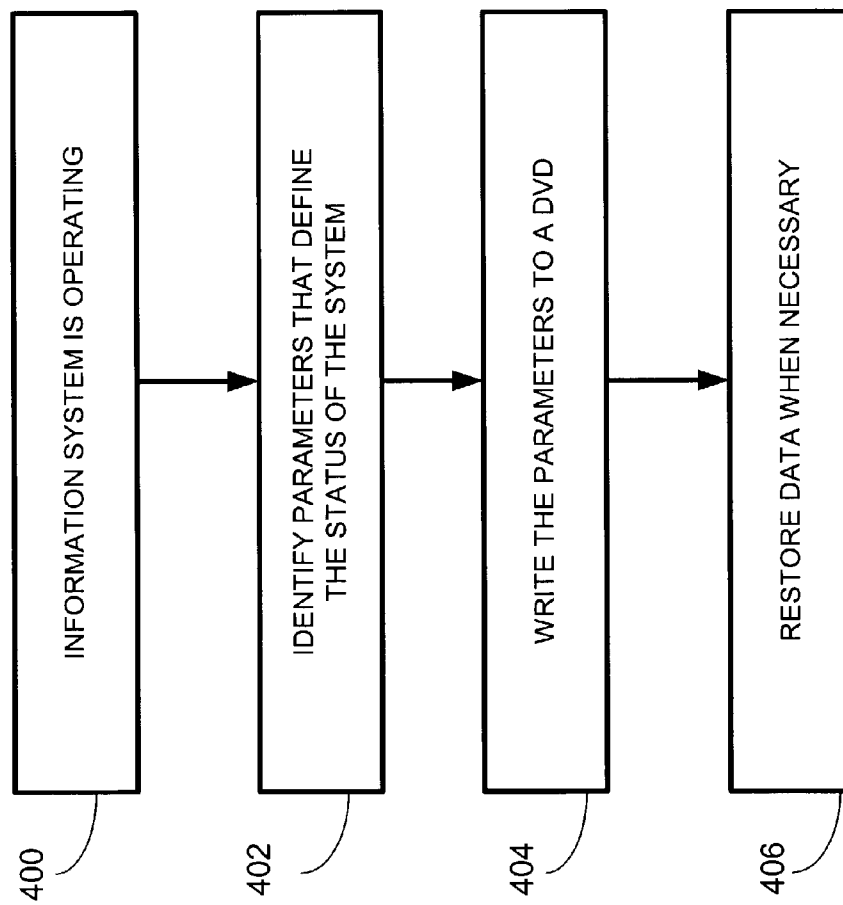 400
INFORMATION SYSTEM IS OPERATING
402
IDENTIFY PARAMETERS THAT DEFINE
THE STATUS OF THE SYSTEM
404
WRITE THE PARAMETERS TO A DVD
406
RESTORE DATA WHEN NECESSARY